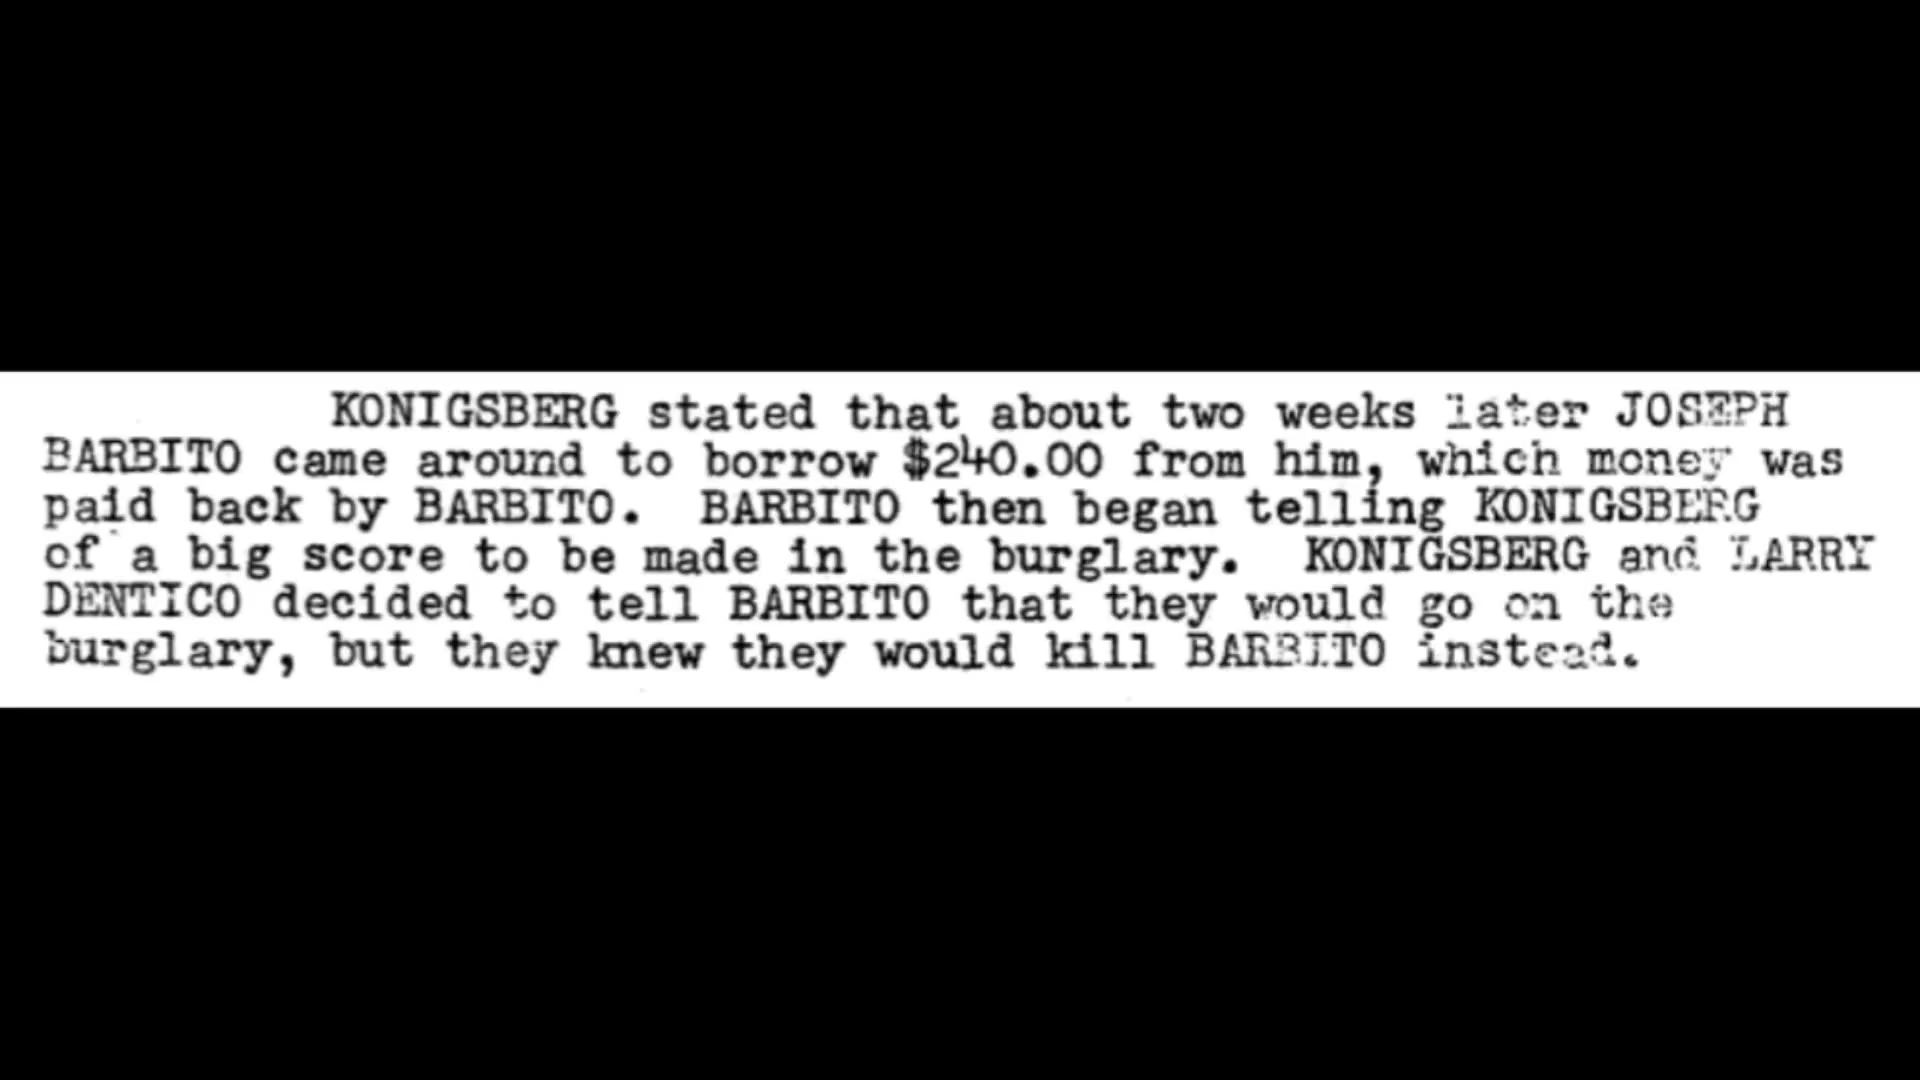 KONIGSBERG stated that about two weeks later JOSEPH
BARBITO came around to borrow $240.00 from him, which money was
paid back by BARBITO. BARBITO then began telling KONIGSBERG
of a big score to be made in the burglary. KONIGSBERG and LARRY
DENTICO decided to tell BARBITO that they would go on the
burglary, but they knew they would kill BARBITO instead.